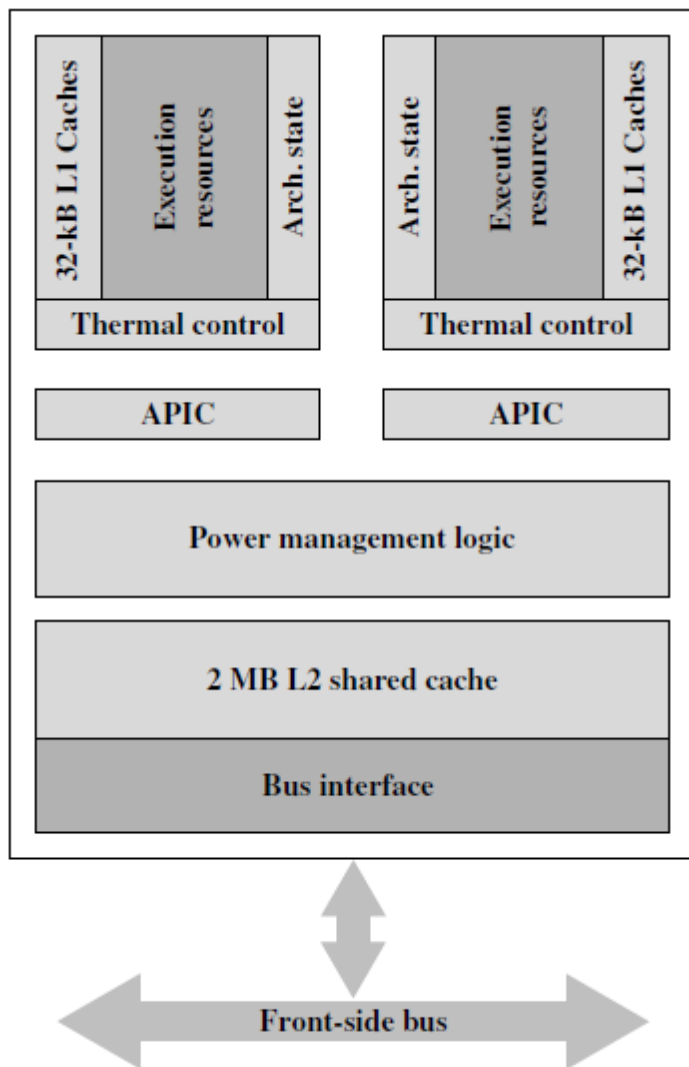 32-kB L1 Caches
Execution
resources
Arch. state
Thermal control
Arch. state
Execution
resources
32-kB L1 Caches
Thermal control
APIC
APIC
Power management logic
2 MB L2 shared cache
Bus interface
Front-side bus